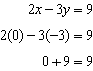 2x − 3y = 9
2(0) − 3(−3) = 9
0 + 9 = 9